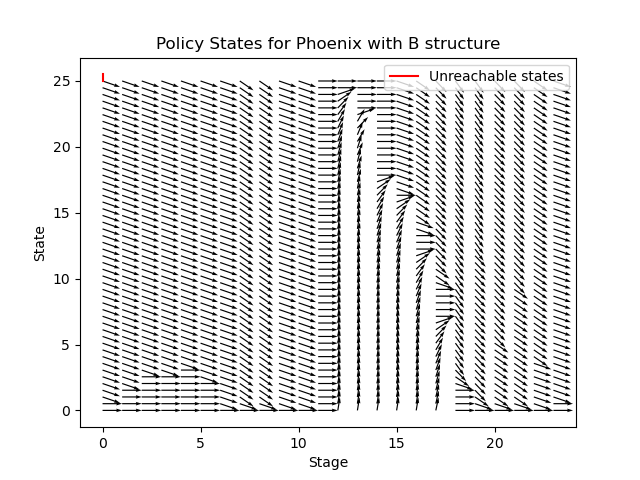 Policy States for Phoenix with B structure
Unreachable states
25
20
15
10
5
0
State
0 5 10 15 20
Stage